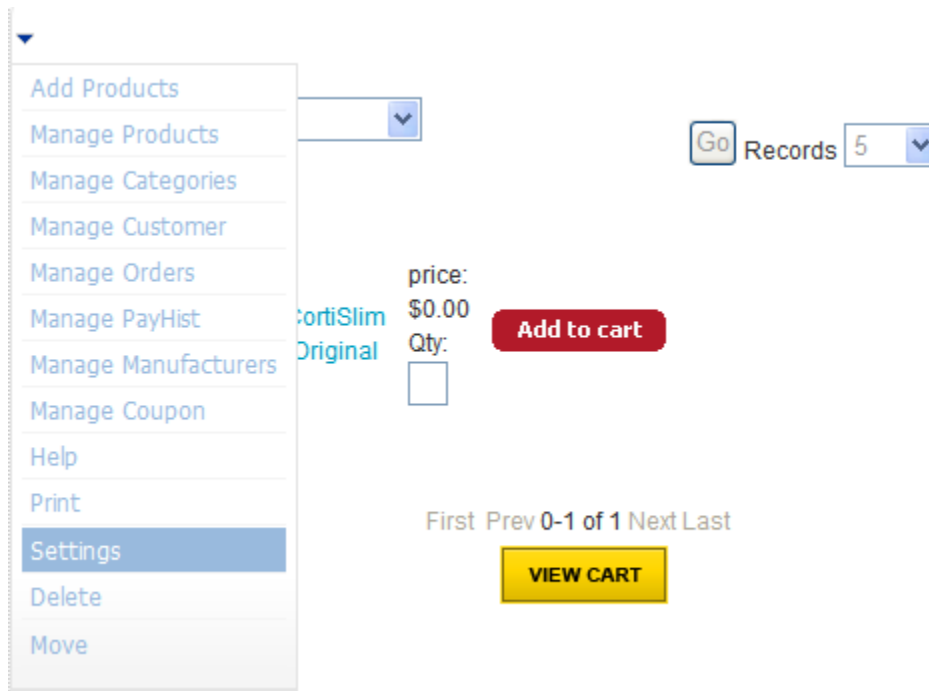 Add Products
Manage Products
Manage Categories
Manage Customer
Manage Orders
Manage PayHist
Manage Manufacturers
Manage Coupon
Help
Print
Settings
Delete
Move
Go Records 5
CortiSlim
Original
price:
$0.00
Qty:
Add to cart
First Prev 0-1 of 1 Next Last
VIEW CART